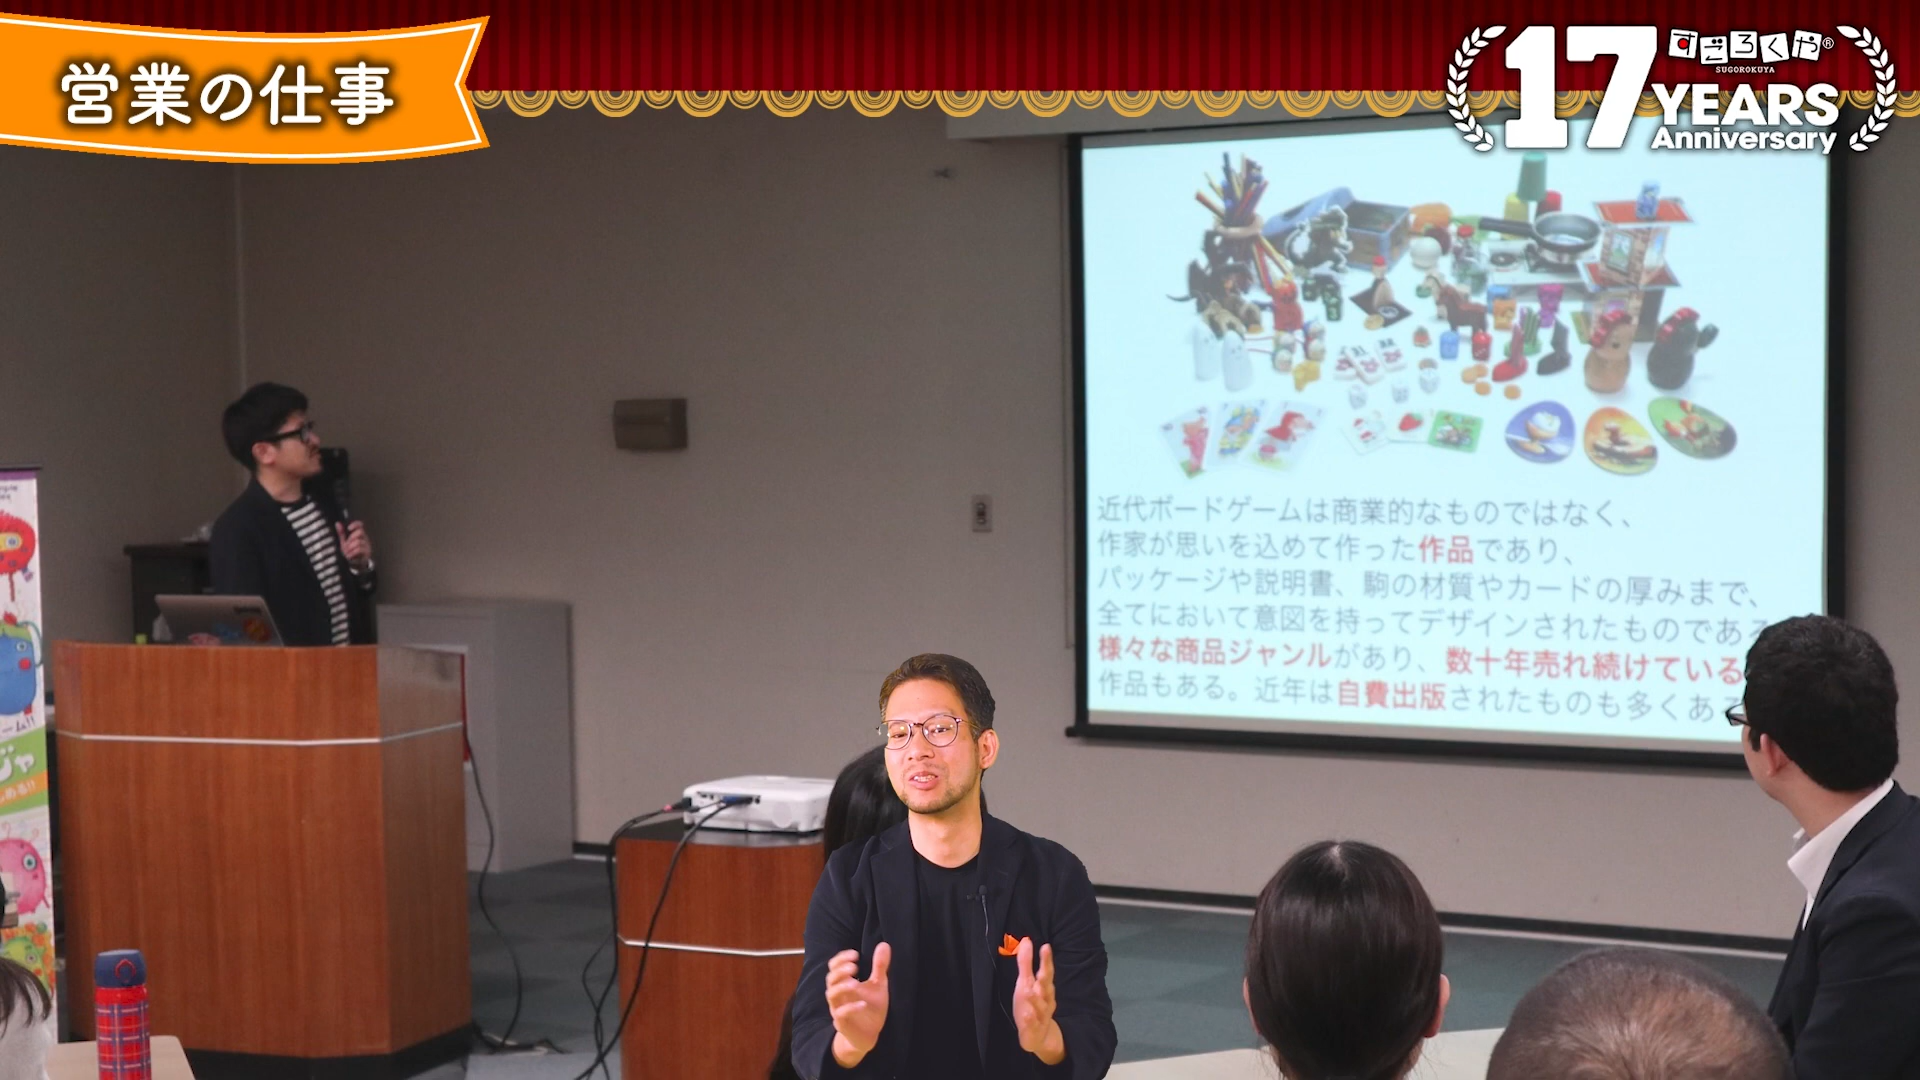 営業の仕事
17
すごろくや®
SUGOROKUYA
YEARS
Anniversary
近代ボードゲームは商業的なものではなく、
作家が思いを込めて作った作品であり、
パッケージや説明書、駒の材質やカードの厚みまで、
全てにおいて意図を持ってデザインされたものである
様々な商品ジャンルがあり、数十年売れ続けている
作品もある。近年は自費出版されたものも多くある
ーム!!
じゃ
める!!